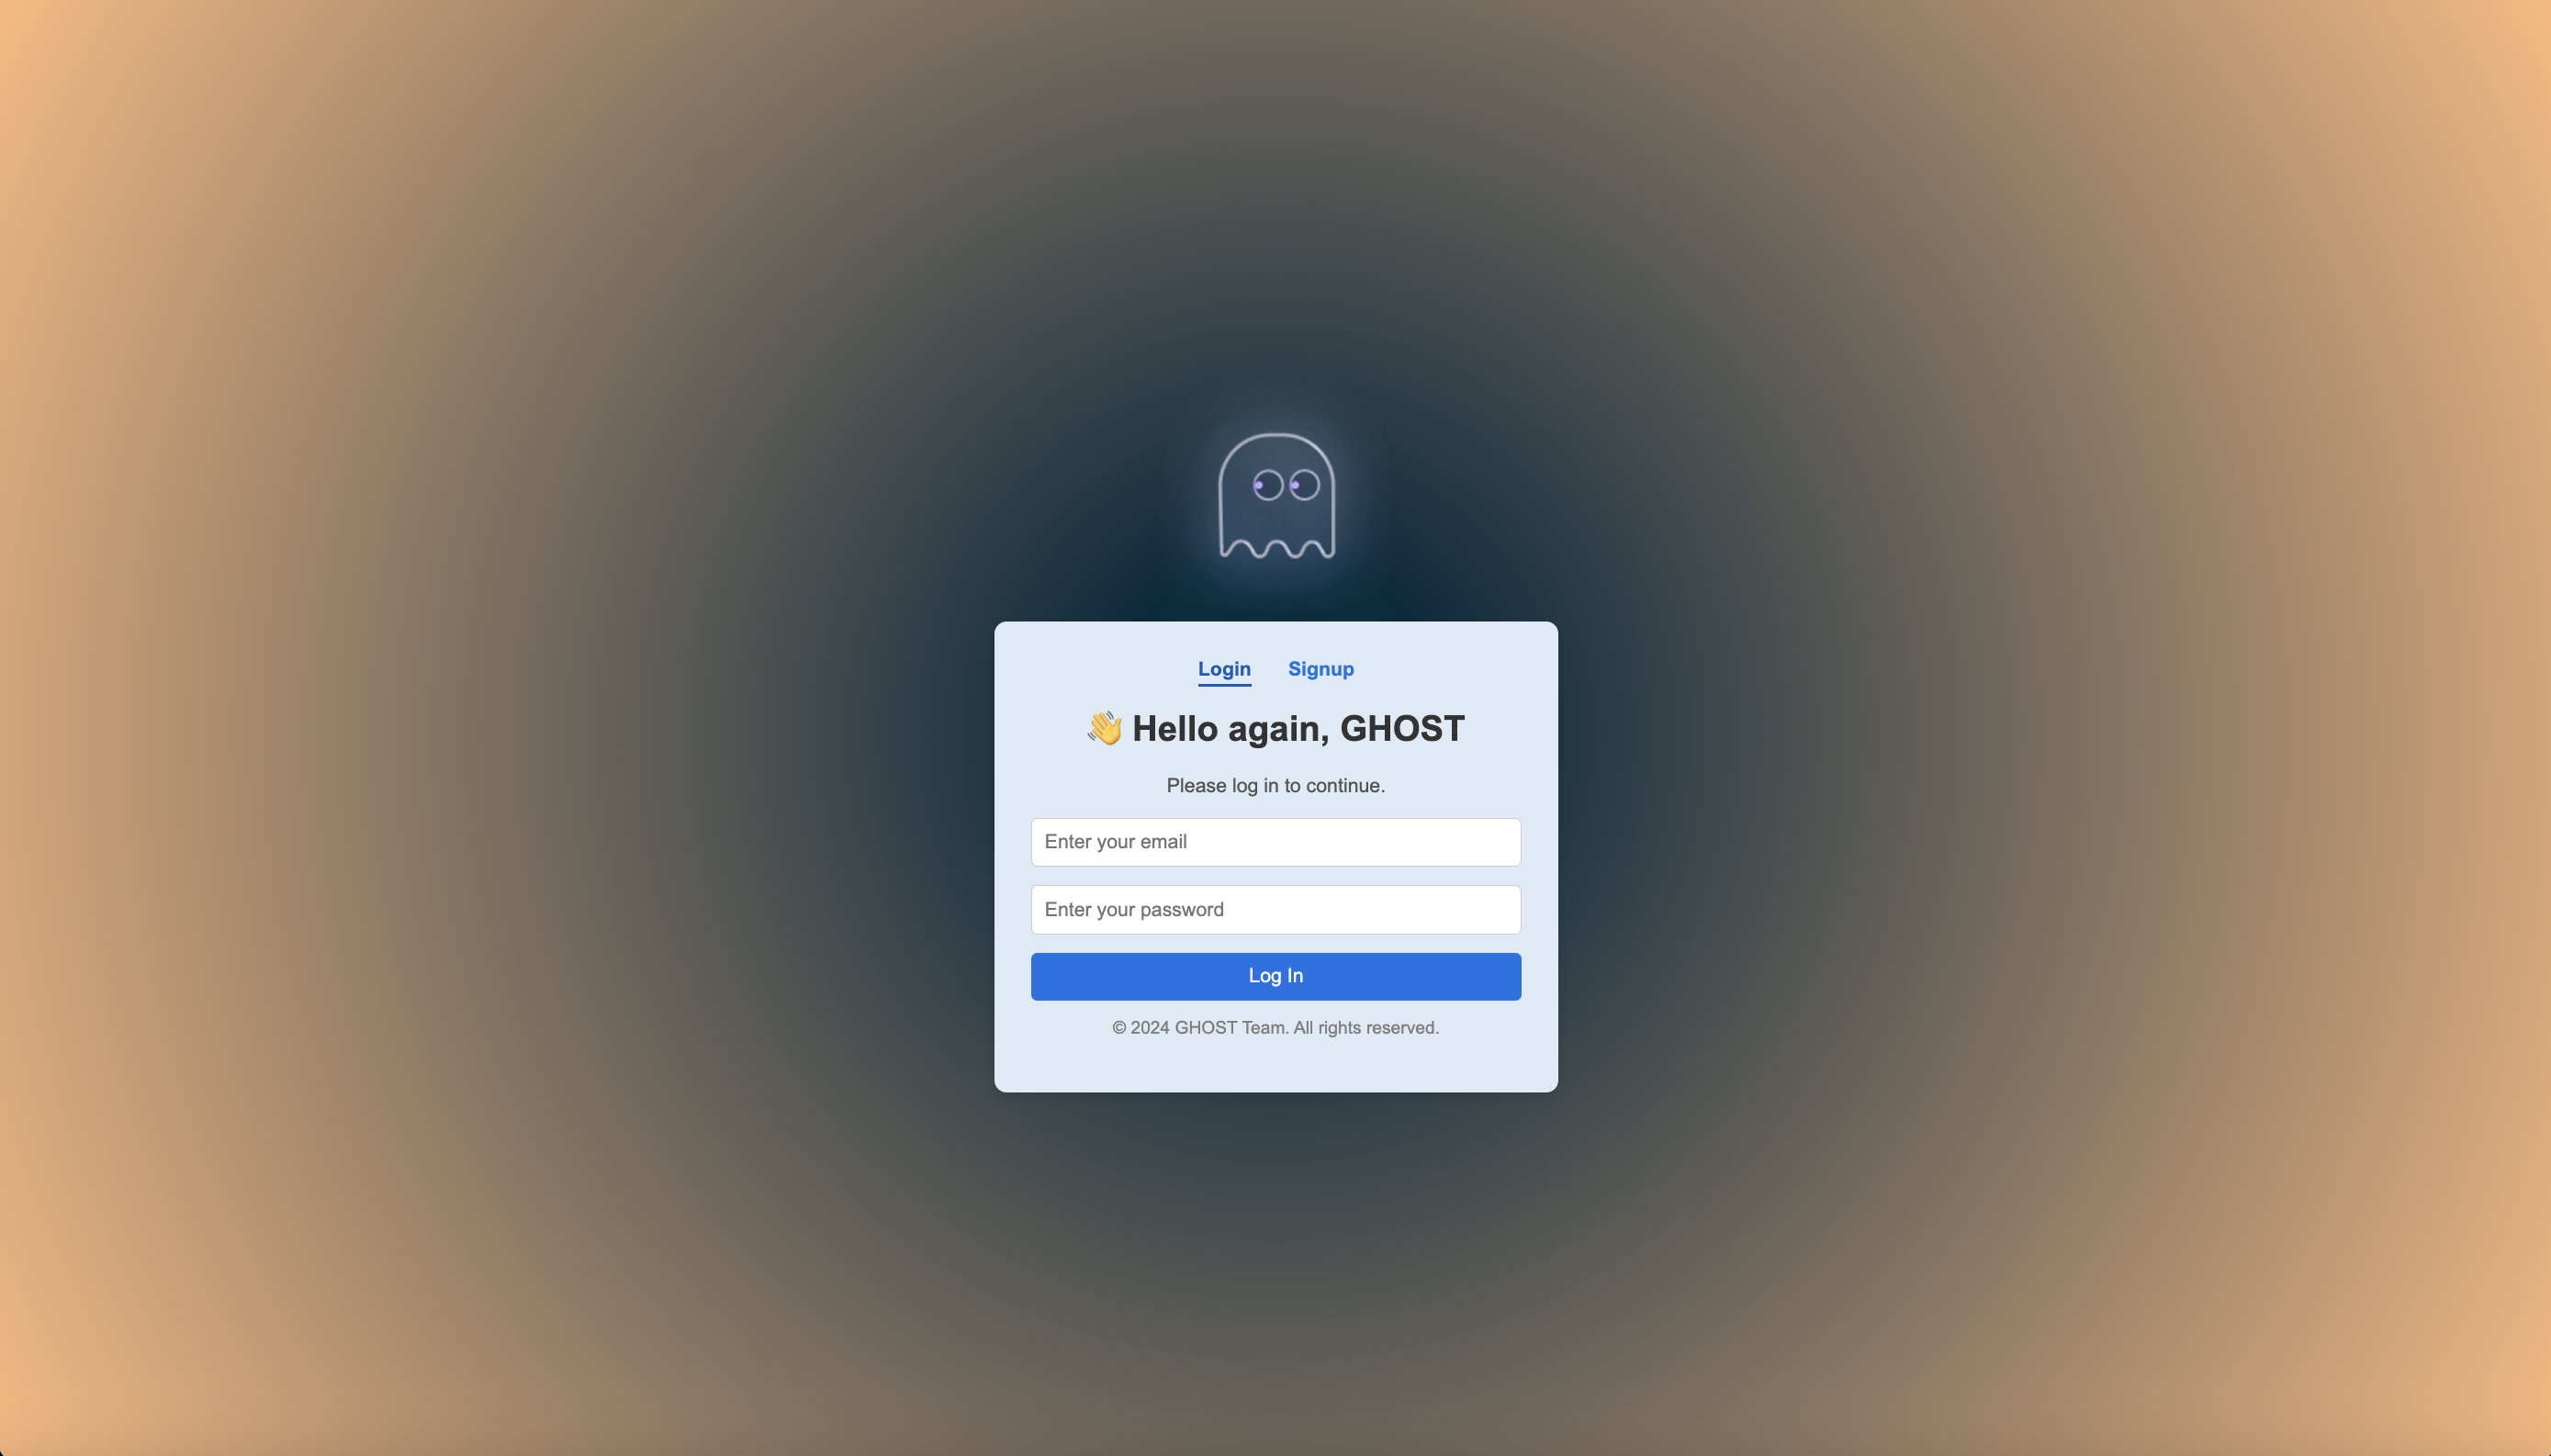 Login Signup
👋 Hello again, GHOST
Please log in to continue.
Enter your email
Enter your password
Log In
© 2024 GHOST Team. All rights reserved.